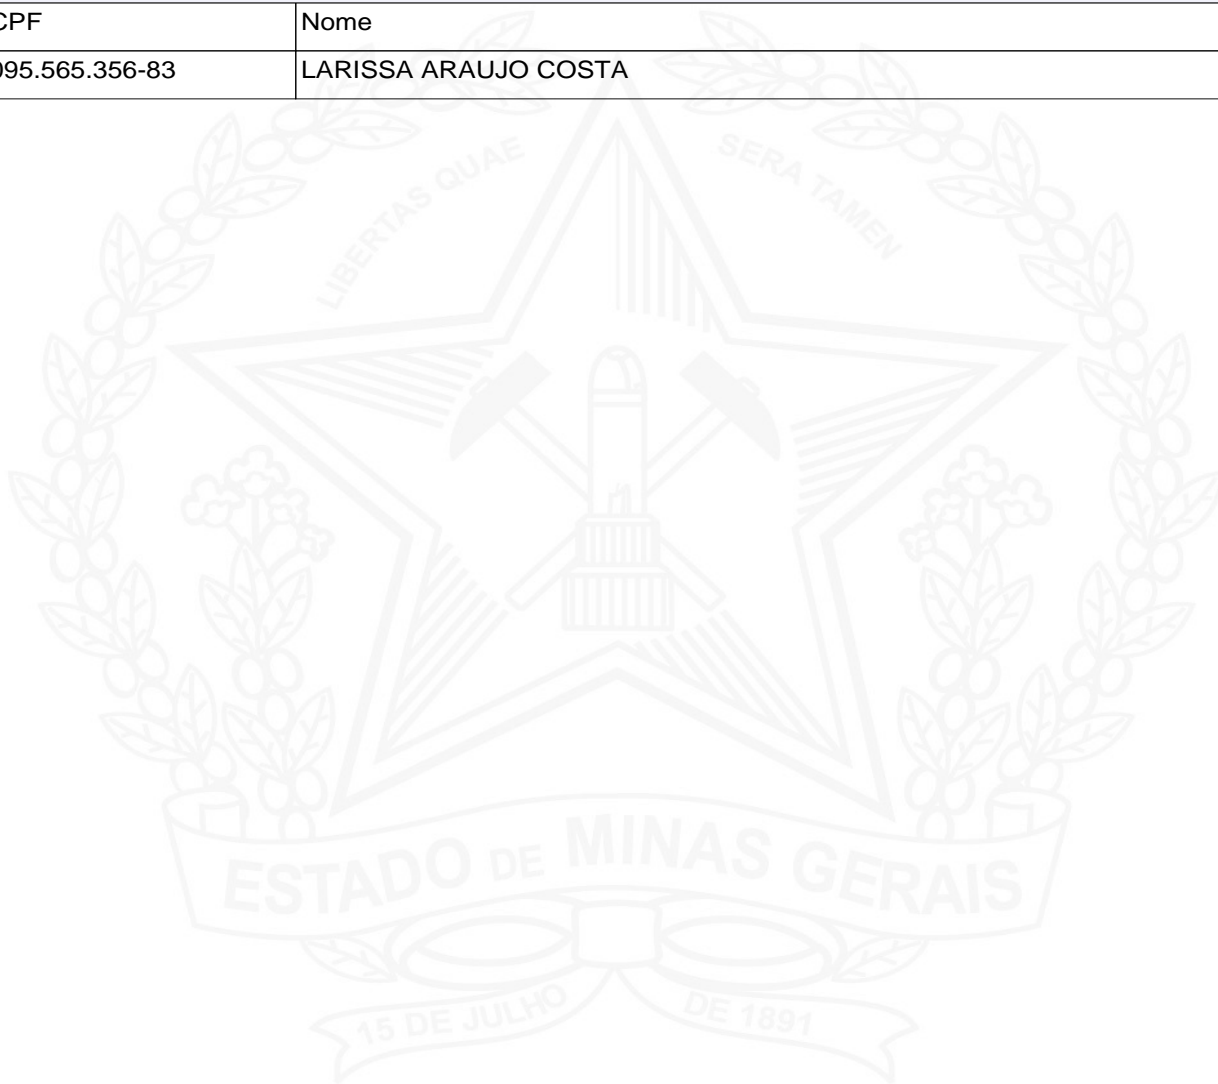 CPF Nome
095.565.356-83 LARISSA ARAUJO COSTA
LIBERTAS QUAE SERA TAMEN
ESTADO DE MINAS GERAIS
15 DE JULHO DE 1891